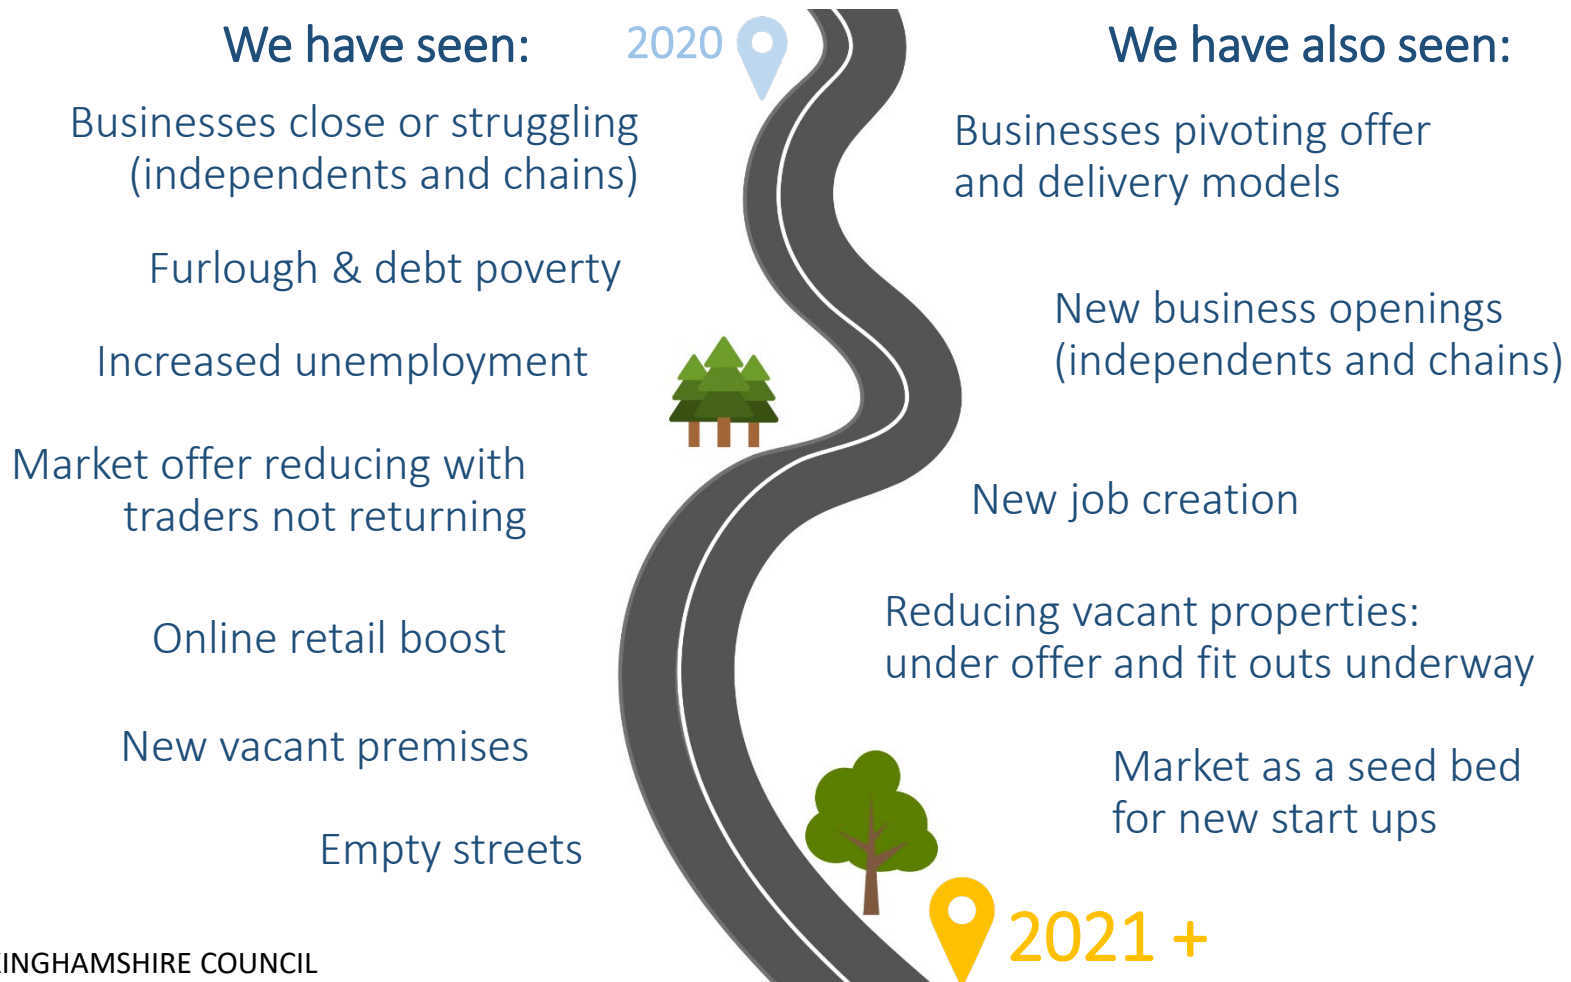 We have seen:
2020
Businesses close or struggling
(independents and chains)
Furlough & debt poverty
Increased unemployment
Market offer reducing with
traders not returning
Online retail boost
New vacant premises
Empty streets
We have also seen:
Businesses pivoting offer
and delivery models
New business openings
(independents and chains)
New job creation
Reducing vacant properties:
under offer and fit outs underway
Market as a seed bed
for new start ups
2021 +
INGHAMSHIRE COUNCIL